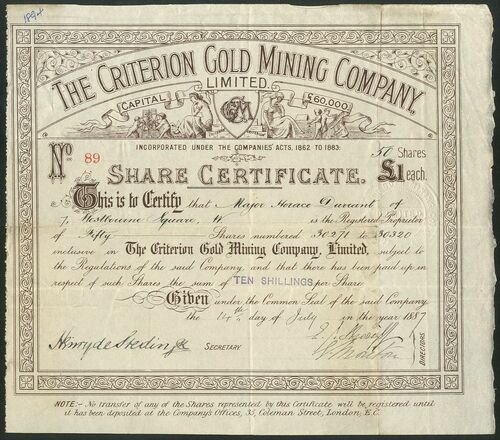 THE CRITERION GOLD MINING COMPANY,
LIMITED.
CAPITAL £60,000
INCORPORATED UNDER THE COMPANIES' ACTS, 1862 TO 1883:
No. 89 50 Shares
SHARE CERTIFICATE. £1 each.
This is to Certify that Major Horace Durrant of
7, Westbourne Square, W. is the Registered Proprietor
of Fifty Shares numbered 30271 to 30320
inclusive in The Criterion Gold Mining Company, Limited, subject to
the Regulations of the said Company, and that there has been paid up in
respect of such Shares the sum of TEN SHILLINGS per Share.
Given under the Common Seal of the said Company
the 14th day of July in the year 1887
SECRETARY
DIRECTORS
NOTE:- No transfer of any of the Shares represented by this Certificate will be registered until
it has been deposited at the Company's Offices, 35, Coleman Street, London, E.C.